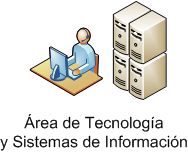 Área de Tecnología
y Sistemas de Información